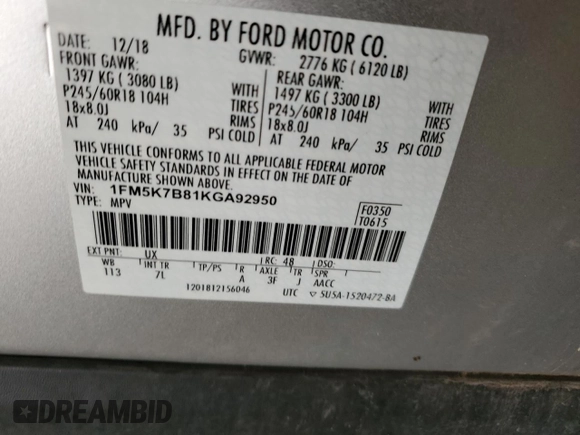 MFD. BY FORD MOTOR CO.
DATE: 12/18 GVWR: 2776 KG ( 6120 LB)
FRONT GAWR: REAR GAWR:
1397 KG ( 3080 LB) WITH 1497 KG ( 3300 LB) WITH
P245/60R18 104H TIRES P245/60R18 104H TIRES
18x8.0J RIMS 18x8.0J RIMS
AT 240 kPa/ 35 PSI COLD AT 240 kPa/ 35 PSI COLD
THIS VEHICLE CONFORMS TO ALL APPLICABLE FEDERAL MOTOR
VEHICLE SAFETY STANDARDS IN EFFECT ON THE DATE OF
MANUFACTURE SHOWN ABOVE.
VIN: 1FM5K7B81KGA92950 F0350
TYPE: MPV T0615
EXT PNT: UX RC: 48 DSO:
WB INT TR TP/PS R AXLE TR SPR
113 7L A 3F J AACC
1201812156046 UTC 5U5A-1520472-BA
DREAMBID